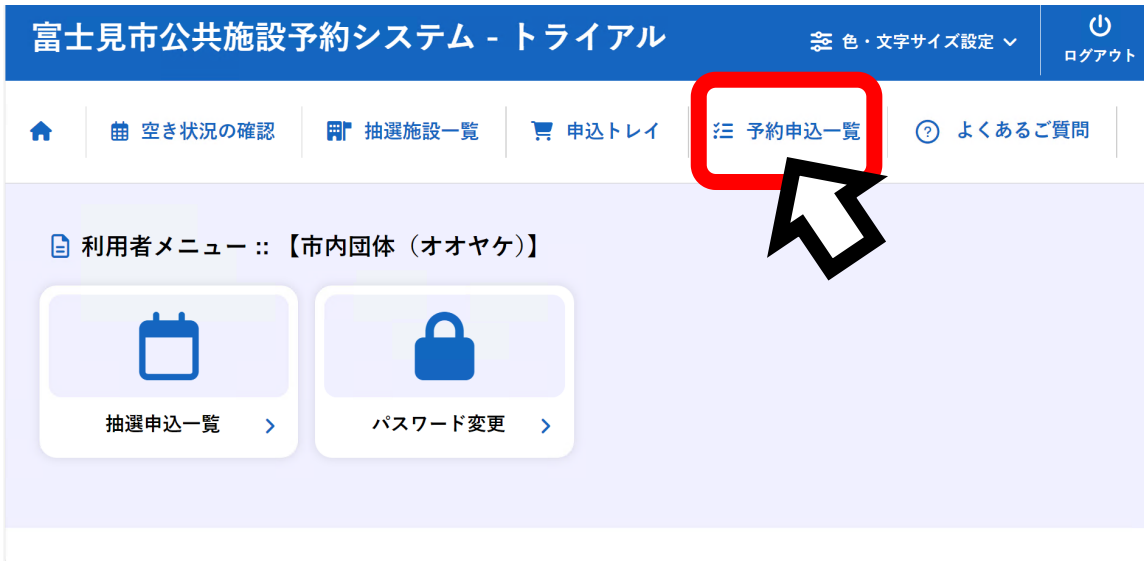 富士見市公共施設予約システム - トライアル
色・文字サイズ設定
ログアウト
空き状況の確認
抽選施設一覧
申込トレイ
予約申込一覧
よくあるご質問
利用者メニュー :: 【市内団体（オオヤケ）】
抽選申込一覧
パスワード変更